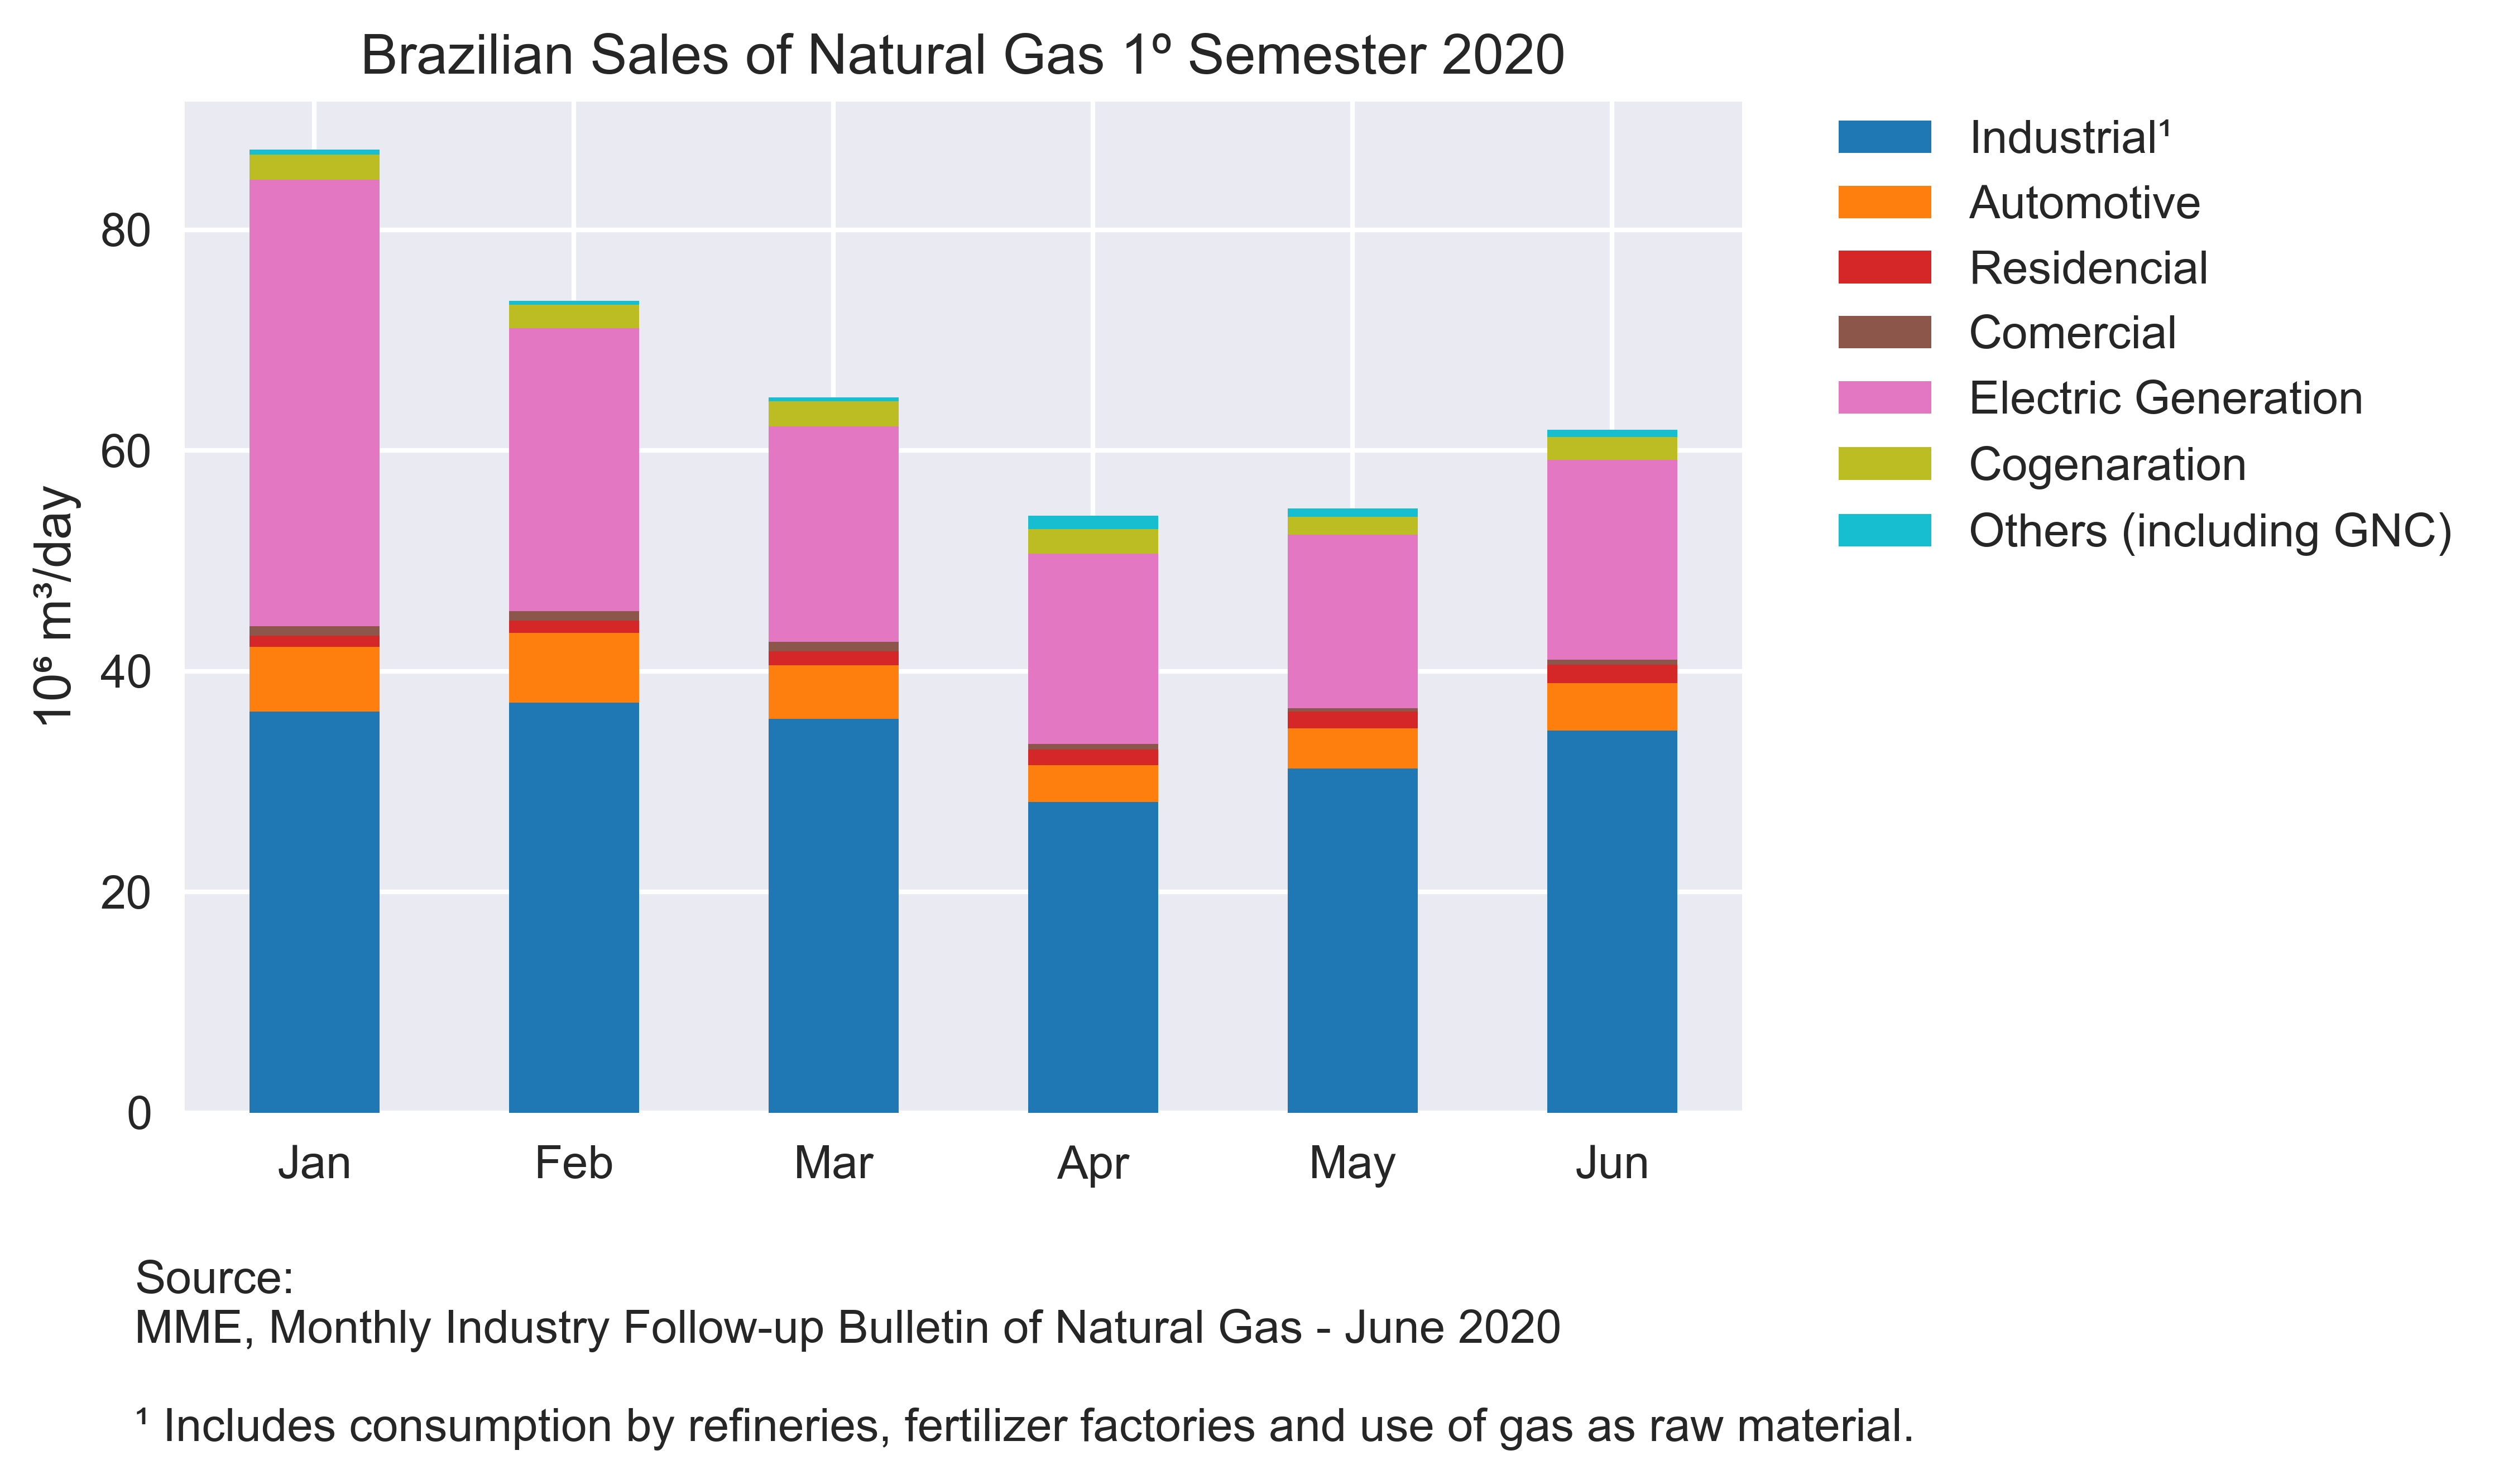 Brazilian Sales of Natural Gas 1º Semester 2020
10⁶ m³/day
80
60
40
20
0
Jan Feb Mar Apr May Jun
Industrial¹
Automotive
Residencial
Comercial
Electric Generation
Cogenaration
Others (including GNC)
Source:
MME, Monthly Industry Follow-up Bulletin of Natural Gas - June 2020
¹ Includes consumption by refineries, fertilizer factories and use of gas as raw material.